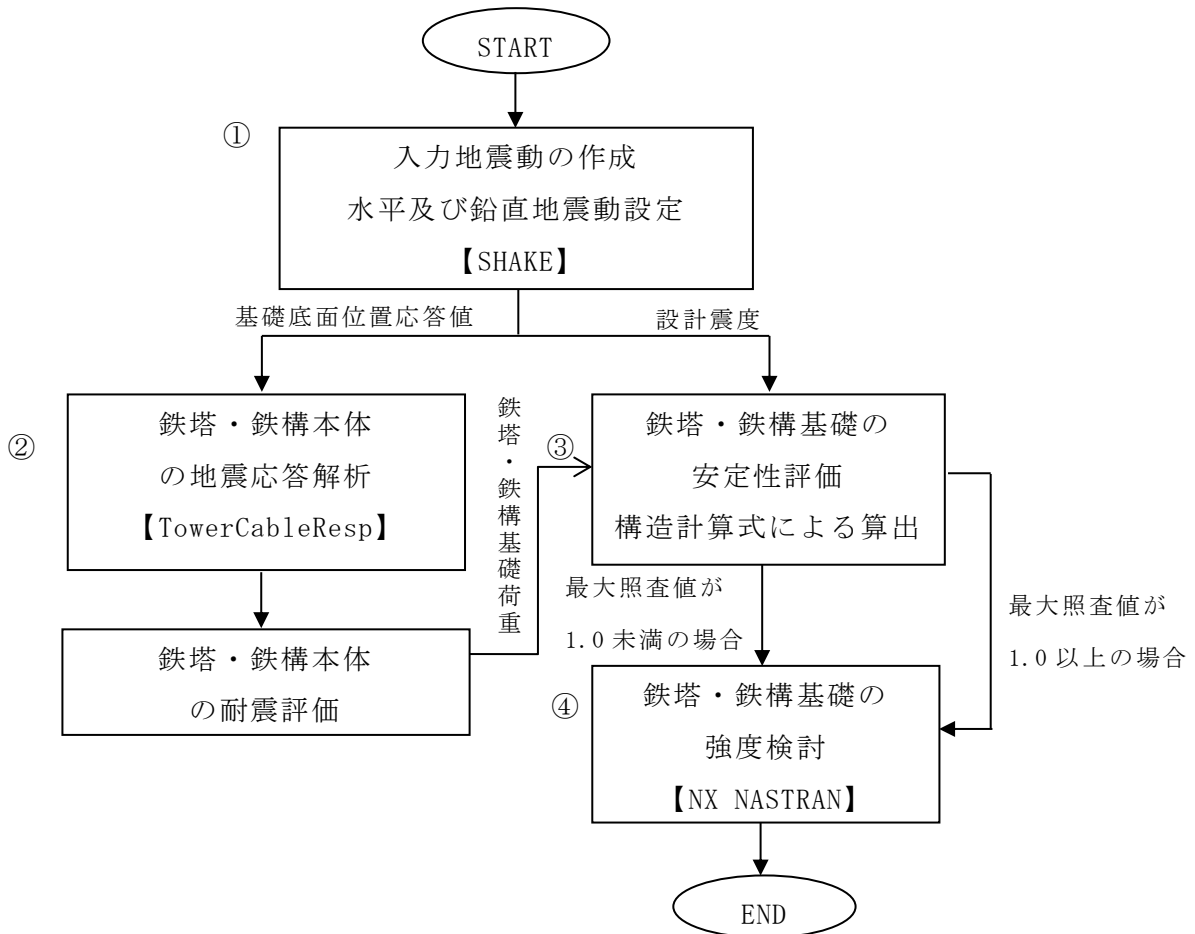 START
①
入力地震動の作成
水平及び鉛直地震動設定
【SHAKE】
基礎底面位置応答値
設計震度
②
鉄塔・鉄構本体
の地震応答解析
【TowerCableResp】
鉄塔・鉄構本体
の耐震評価
鉄塔・鉄構基礎荷重
③
鉄塔・鉄構基礎の
安定性評価
構造計算式による算出
最大照査値が
1.0 未満の場合
最大照査値が
1.0 以上の場合
④
鉄塔・鉄構基礎の
強度検討
【NX NASTRAN】
END